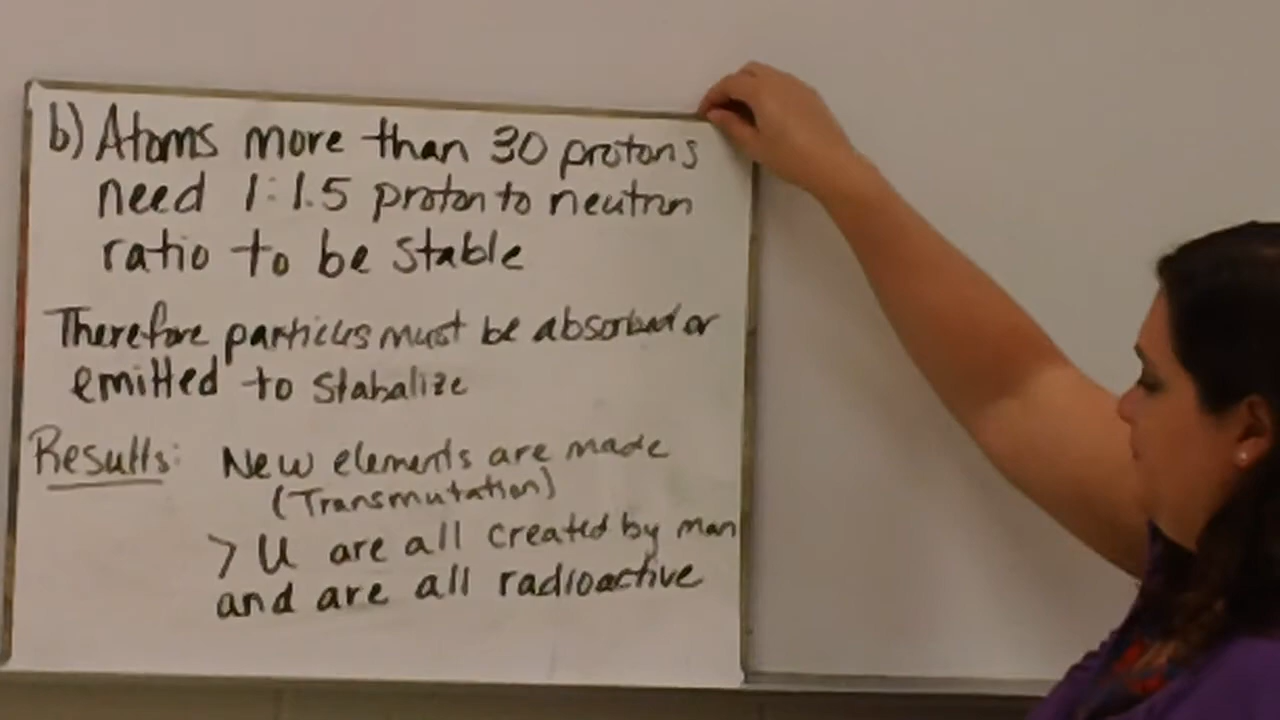 b) Atoms more than 30 protons
need 1:1.5 proton to neutron
ratio to be stable
Therefore particles must be absorbed or
emitted to stabalize
Results: New elements are made
(Transmutation)
> U are all created by man
and are all radioactive